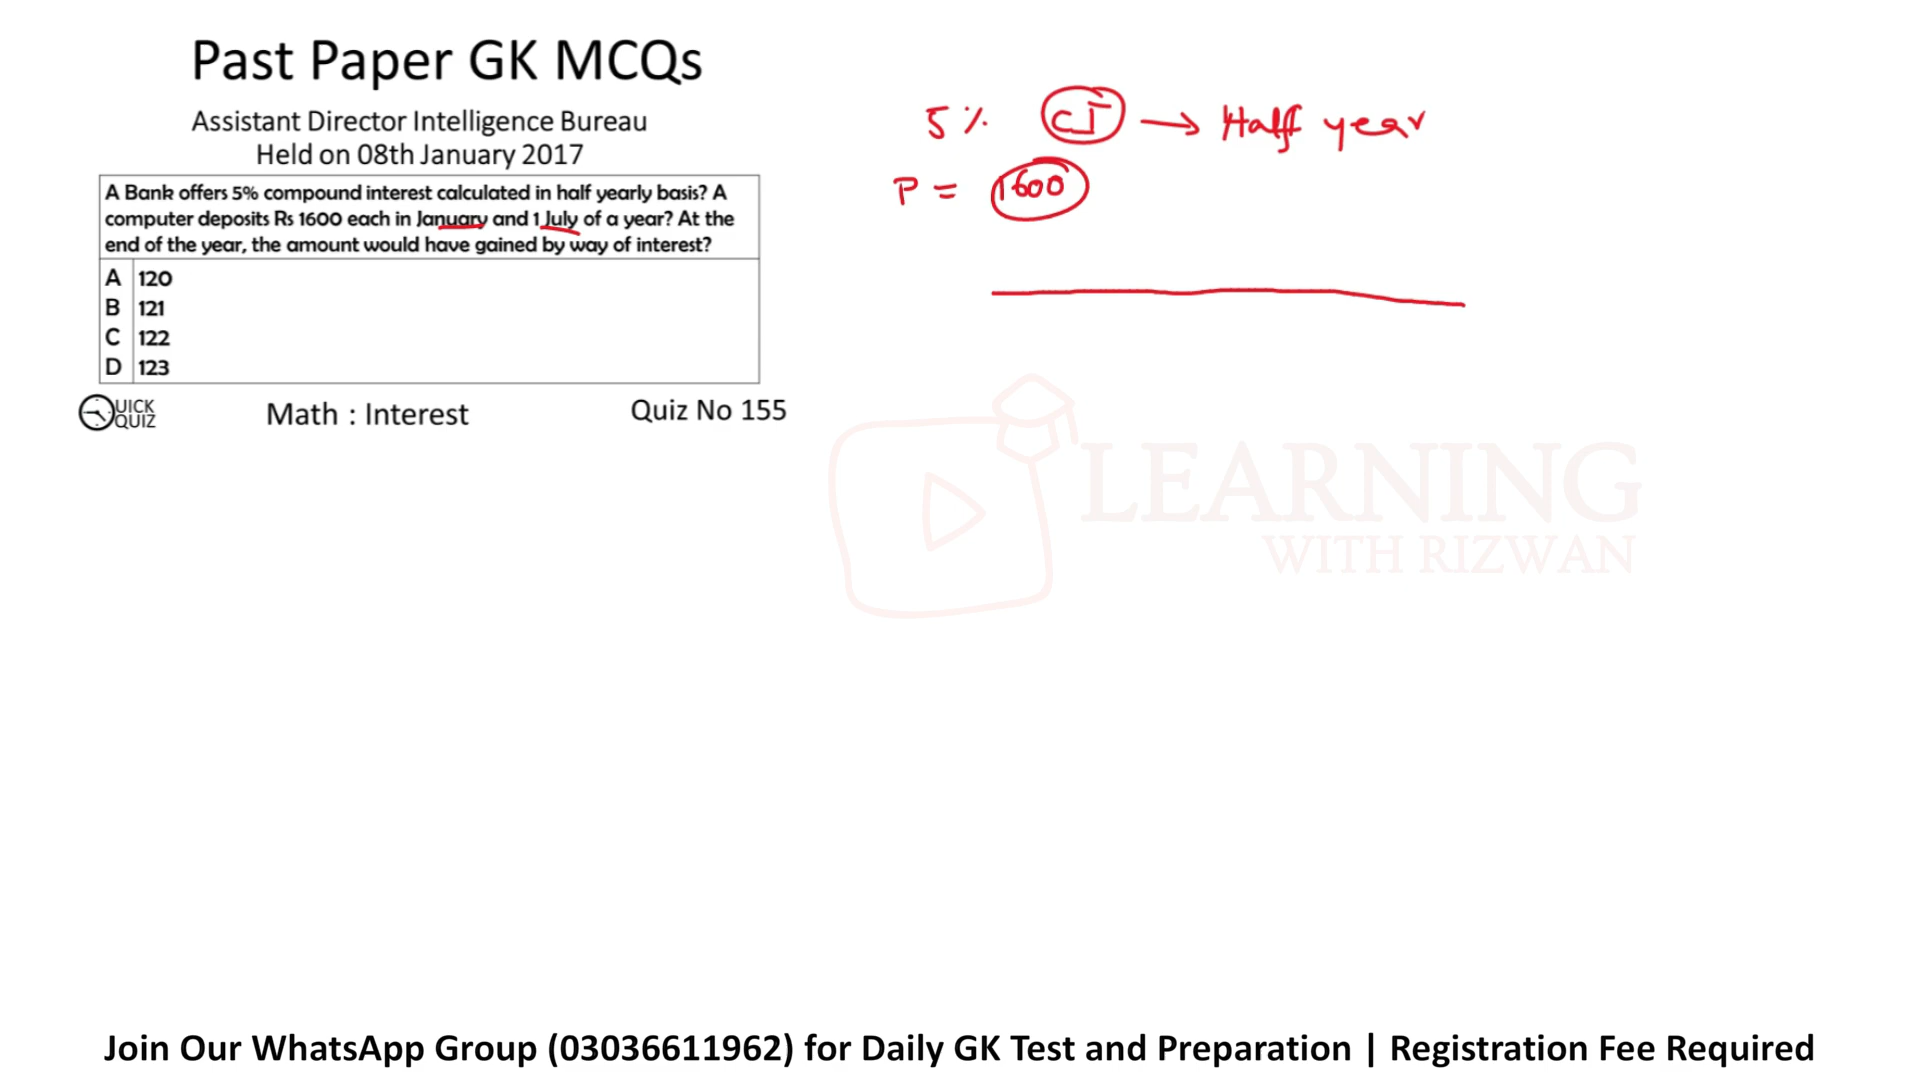 Past Paper GK MCQs
Assistant Director Intelligence Bureau
Held on 08th January 2017
A Bank offers 5% compound interest calculated in half yearly basis? A
computer deposits Rs 1600 each in January and 1 July of a year? At the
end of the year, the amount would have gained by way of interest?
A 120
B 121
C 122
D 123
QUICK
QUIZ
Math : Interest
Quiz No 155
5% CI → Half year
P = 1600
LEARNING
WITH RIZWAN
Join Our WhatsApp Group (03036611962) for Daily GK Test and Preparation | Registration Fee Required